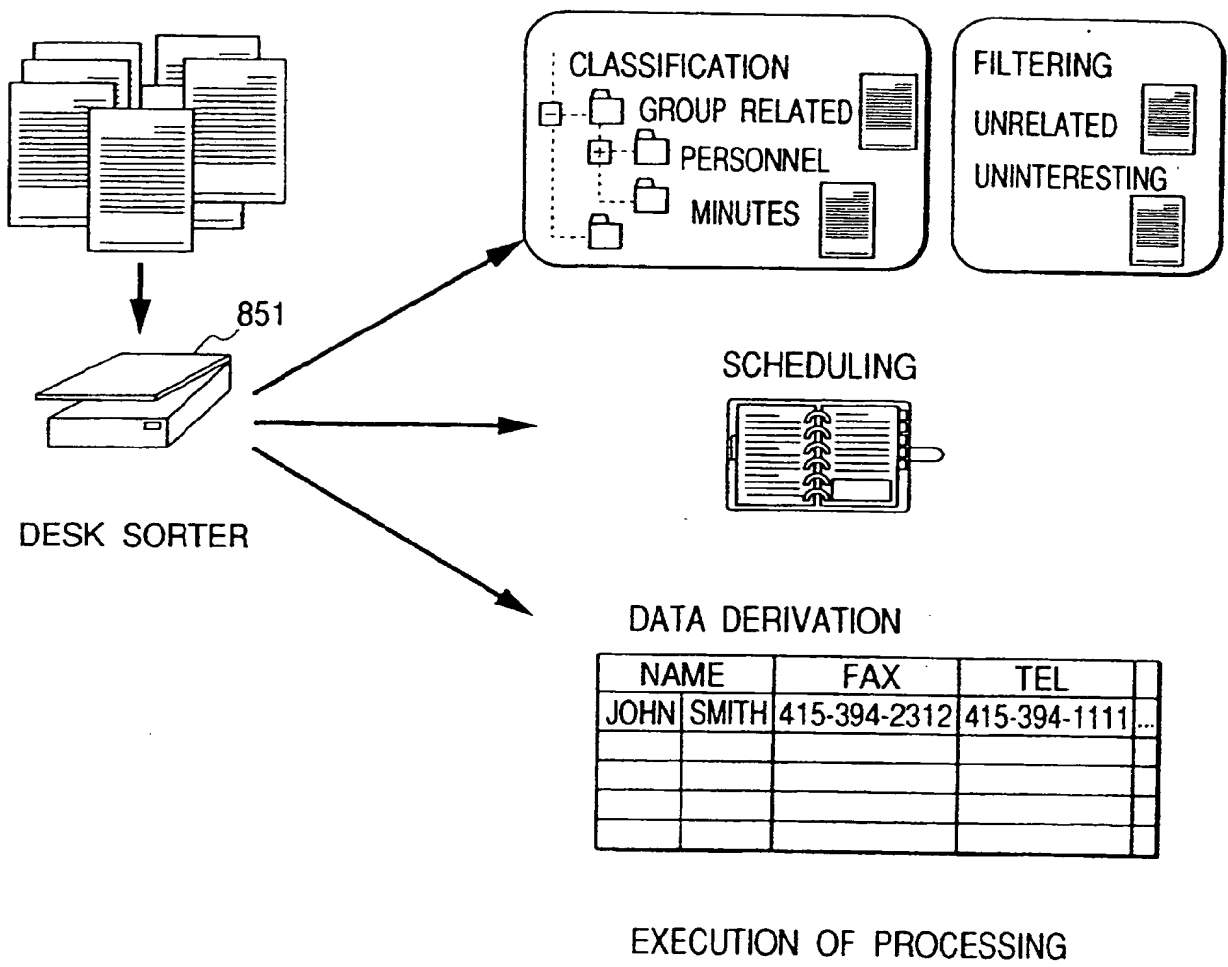 CLASSIFICATION
GROUP RELATED
PERSONNEL
MINUTES
FILTERING
UNRELATED
UNINTERESTING
851
DESK SORTER
SCHEDULING
DATA DERIVATION
NAME FAX TEL
JOHN SMITH 415-394-2312 415-394-1111 ...
EXECUTION OF PROCESSING